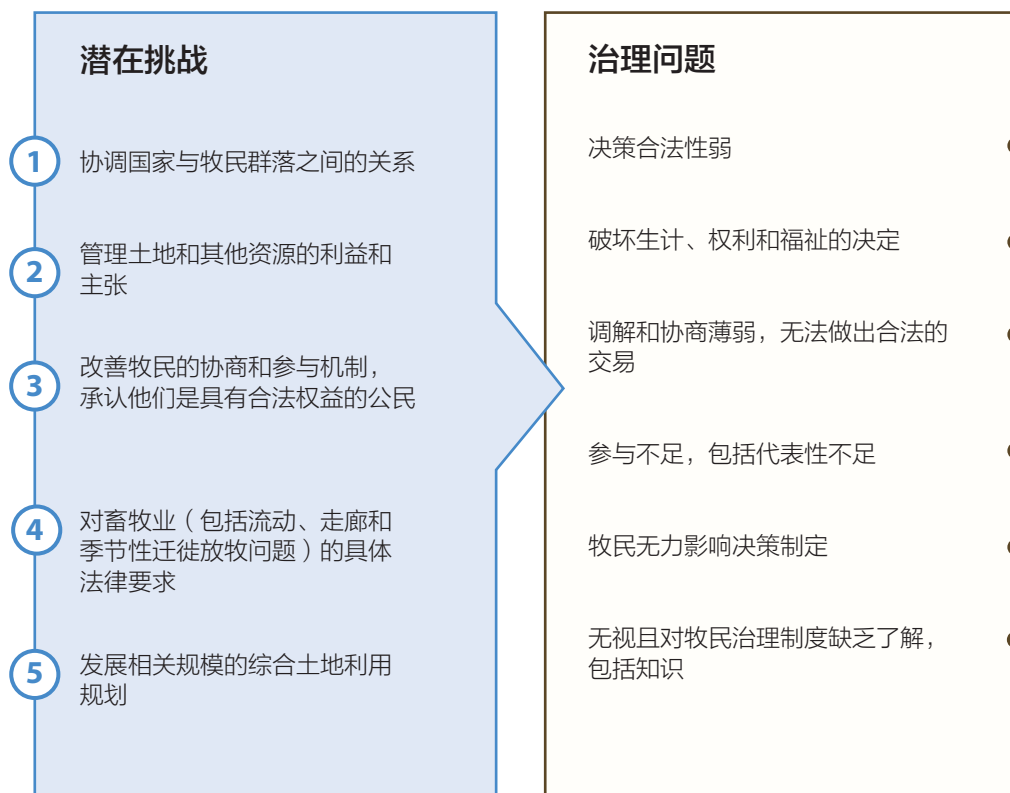 潜在挑战
1
协调国家与牧民群落之间的关系
2
管理土地和其他资源的利益和
主张
3
改善牧民的协商和参与机制，
承认他们是具有合法权益的公民
4
对畜牧业（包括流动、走廊和
季节性迁徙放牧问题）的具体
法律要求
5
发展相关规模的综合土地利用
规划
治理问题
决策合法性弱
破坏生计、权利和福祉的决定
调解和协商薄弱，无法做出合法的
交易
参与不足，包括代表性不足
牧民无力影响决策制定
无视且对牧民治理制度缺乏了解，
包括知识